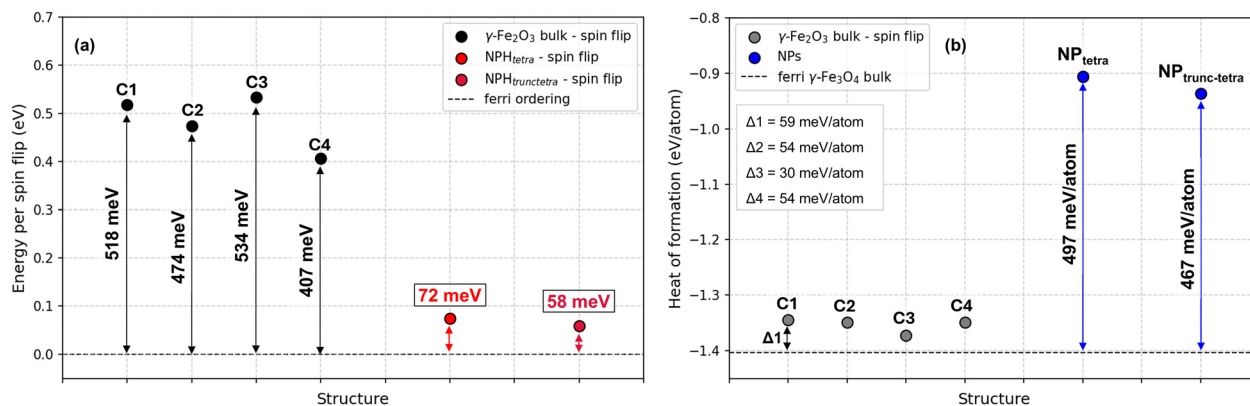 (a)
γ-Fe₂O₃ bulk - spin flip
NPH_tetra - spin flip
NPH_trunctetra - spin flip
ferri ordering
Energy per spin flip (eV)
0.7
0.6
0.5
0.4
0.3
0.2
0.1
0.0
C1
C2
C3
C4
518 meV
474 meV
534 meV
407 meV
72 meV
58 meV
Structure
(b)
γ-Fe₂O₃ bulk - spin flip
NPs
ferri γ-Fe₃O₄ bulk
Δ1 = 59 meV/atom
Δ2 = 54 meV/atom
Δ3 = 30 meV/atom
Δ4 = 54 meV/atom
Heat of formation (eV/atom)
−0.8
−0.9
−1.0
−1.1
−1.2
−1.3
−1.4
NP_tetra
NP_trunc-tetra
497 meV/atom
467 meV/atom
C1
C2
C3
C4
Δ1
Structure